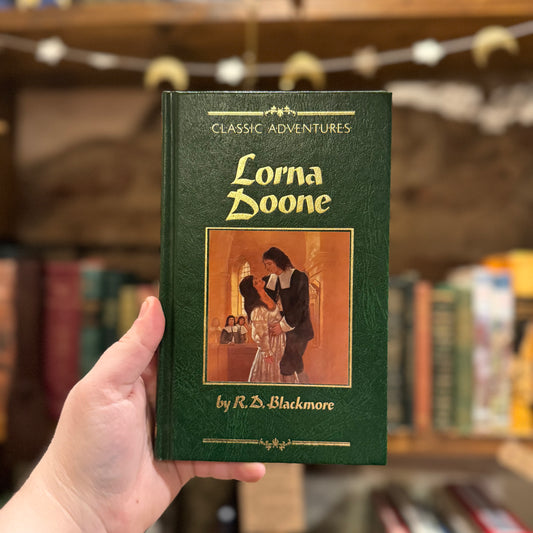 CLASSIC ADVENTURES
Lorna
Doone
by R. D. Blackmore